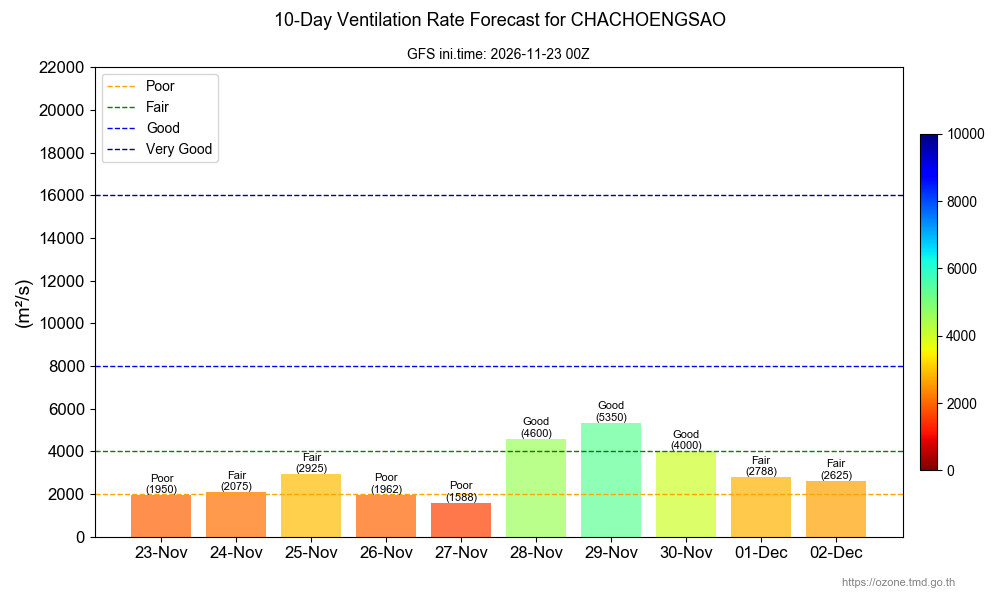 10-Day Ventilation Rate Forecast for CHACHOENGSAO
GFS ini.time: 2026-11-23 00Z
(m²/s)
22000
20000
18000
16000
14000
12000
10000
8000
6000
4000
2000
0
Poor
Fair
Good
Very Good
Poor
(1950)
Fair
(2075)
Fair
(2925)
Poor
(1962)
Poor
(1588)
Good
(4600)
Good
(5350)
Good
(4000)
Fair
(2788)
Fair
(2625)
23-Nov
24-Nov
25-Nov
26-Nov
27-Nov
28-Nov
29-Nov
30-Nov
01-Dec
02-Dec
10000
8000
6000
4000
2000
0
https://ozone.tmd.go.th